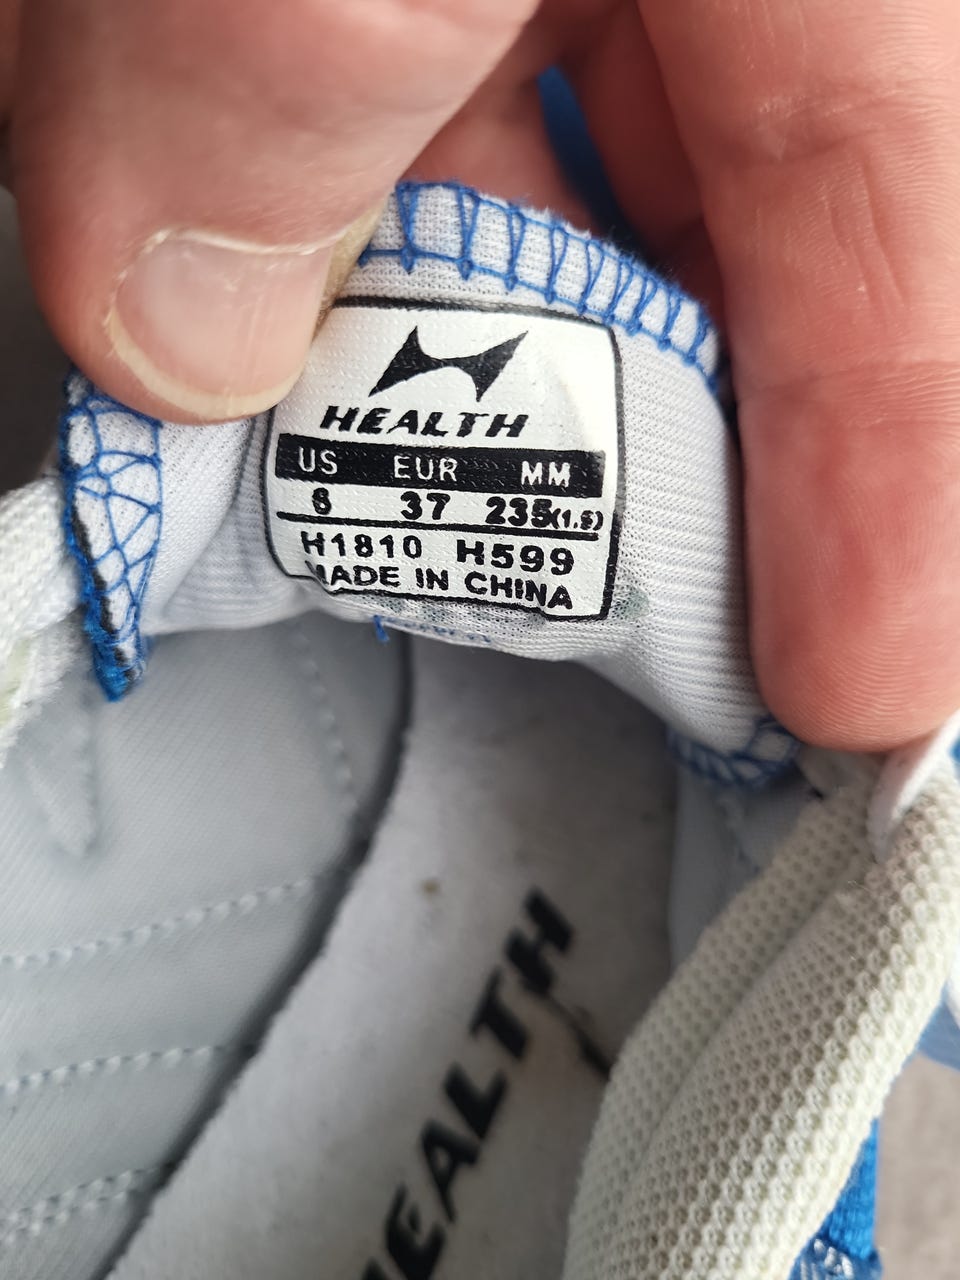 HEALTH
US EUR MM
6 37 235(1.5)
H1810 H599
MADE IN CHINA
HEALTH